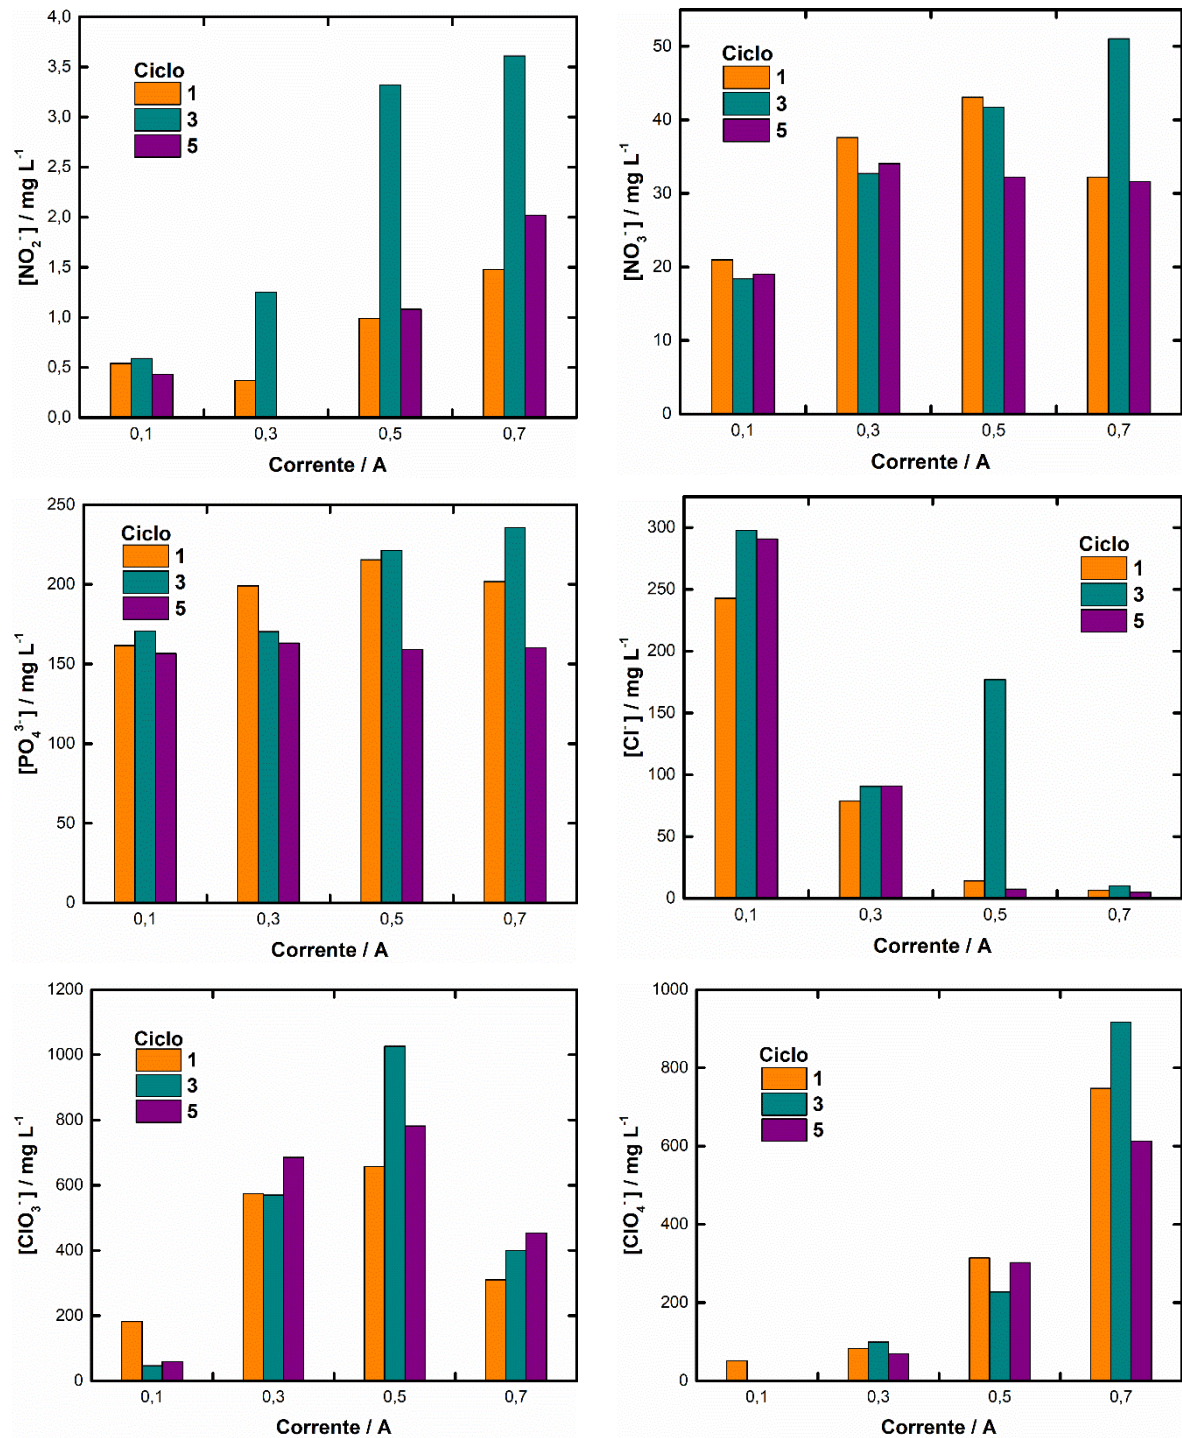 4,0
3,5
3,0
2,5
2,0
1,5
1,0
0,5
0,0
[NO₂⁻] / mg L⁻¹
Ciclo
1
3
5
0,1 0,3 0,5 0,7
Corrente / A
50
40
30
20
10
0
[NO₃⁻] / mg L⁻¹
Ciclo
1
3
5
0,1 0,3 0,5 0,7
Corrente / A
250
200
150
100
50
0
[PO₄³⁻] / mg L⁻¹
Ciclo
1
3
5
0,1 0,3 0,5 0,7
Corrente / A
300
250
200
150
100
50
0
[Cl⁻] / mg L⁻¹
Ciclo
1
3
5
0,1 0,3 0,5 0,7
Corrente / A
1200
1000
800
600
400
200
0
[ClO₃⁻] / mg L⁻¹
Ciclo
1
3
5
0,1 0,3 0,5 0,7
Corrente / A
1000
800
600
400
200
0
[ClO₄⁻] / mg L⁻¹
Ciclo
1
3
5
0,1 0,3 0,5 0,7
Corrente / A